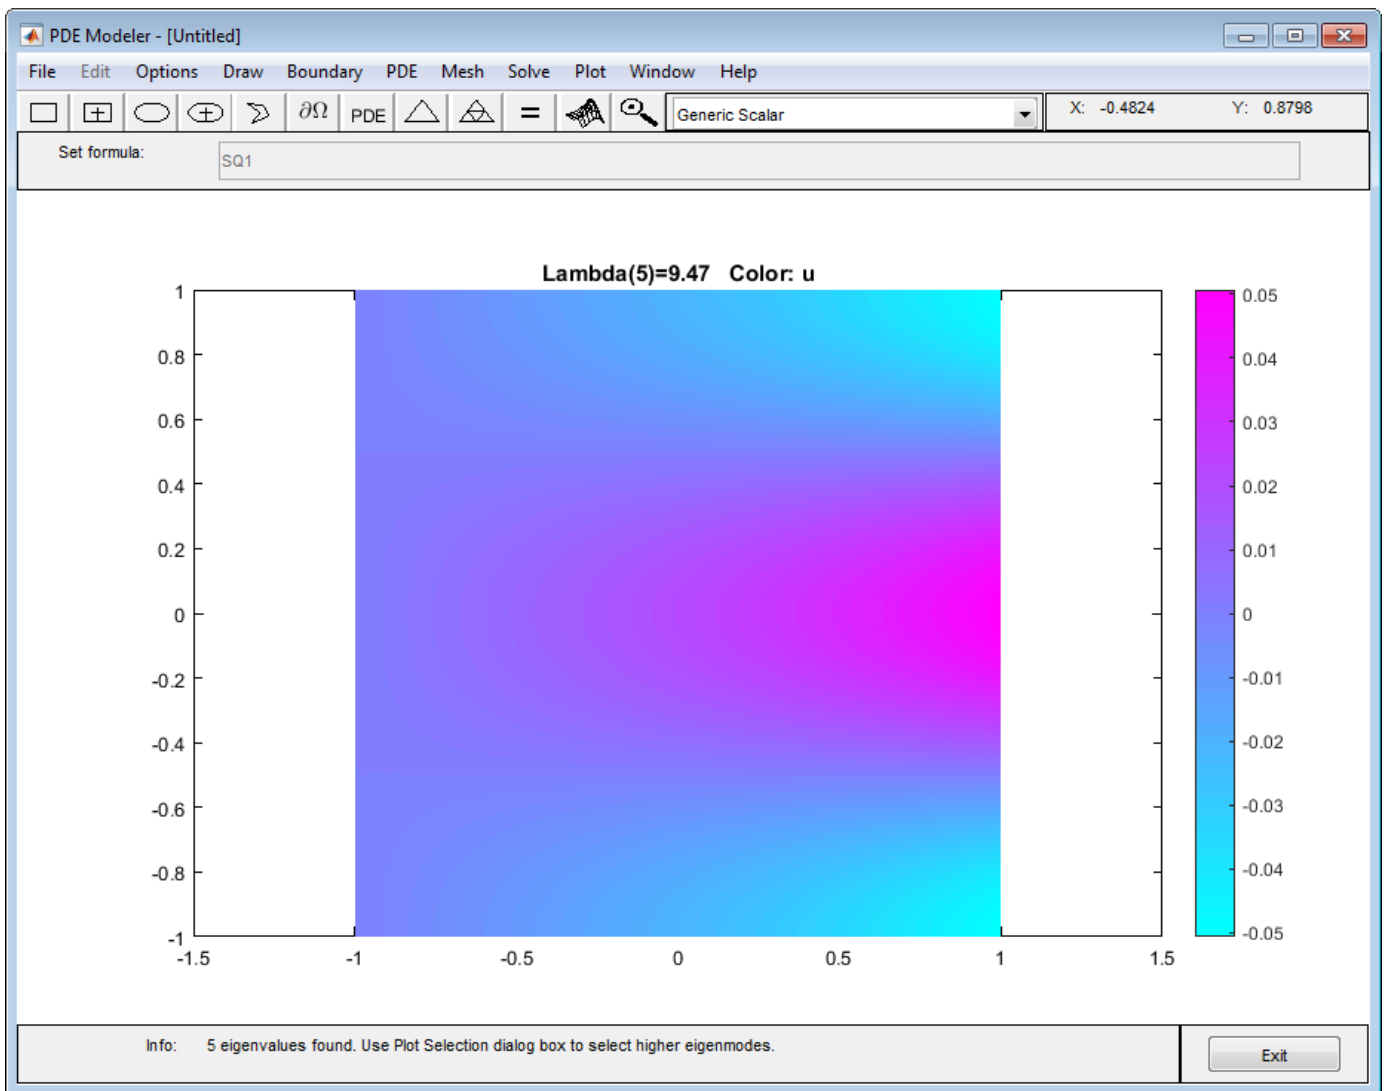 PDE Modeler - [Untitled]
File Edit Options Draw Boundary PDE Mesh Solve Plot Window Help
∂Ω PDE = Generic Scalar X: -0.4824 Y: 0.8798
Set formula: SQ1
Lambda(5)=9.47 Color: u
1
0.8
0.6
0.4
0.2
0
-0.2
-0.4
-0.6
-0.8
-1
-1.5 -1 -0.5 0 0.5 1 1.5
0.05
0.04
0.03
0.02
0.01
0
-0.01
-0.02
-0.03
-0.04
-0.05
Info: 5 eigenvalues found. Use Plot Selection dialog box to select higher eigenmodes.
Exit